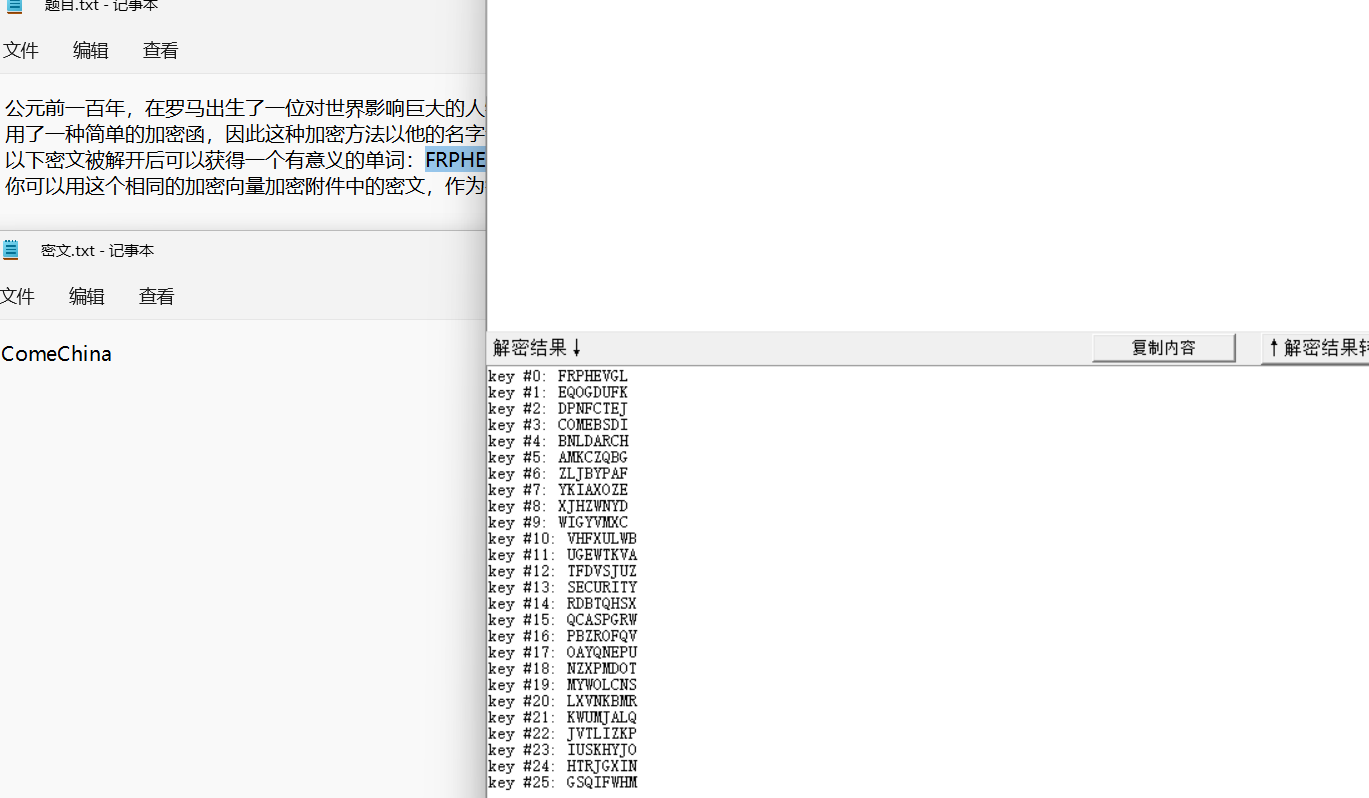 题目.txt - 记事本
文件 编辑 查看
公元前一百年，在罗马出生了一位对世界影响巨大的人
用了一种简单的加密函，因此这种加密方法以他的名字
以下密文被解开后可以获得一个有意义的单词：FRPHE
你可以用这个相同的加密向量加密附件中的密文，作为
密文.txt - 记事本
文件 编辑 查看
ComeChina
解密结果↓ 复制内容 ↑解密结果转
key #0: FRPHEVGL
key #1: EQOGDUFK
key #2: DPNFCTEJ
key #3: COMEBSDI
key #4: BNLDARCH
key #5: AMKCZQBG
key #6: ZLJBYPAF
key #7: YKIAXOZE
key #8: XJHZWNYD
key #9: WIGYVMXC
key #10: VHFXULWB
key #11: UGEWTKVA
key #12: TFDVSJUZ
key #13: SECURITY
key #14: RDBTQHSX
key #15: QCASPGRW
key #16: PBZROFQV
key #17: OAYQNEPU
key #18: NZXPMDOT
key #19: MYWOLCNS
key #20: LXVNKBMR
key #21: KWUMJALQ
key #22: JVTLIZKP
key #23: IUSKHYJO
key #24: HTRJGXIN
key #25: GSQIFWHM